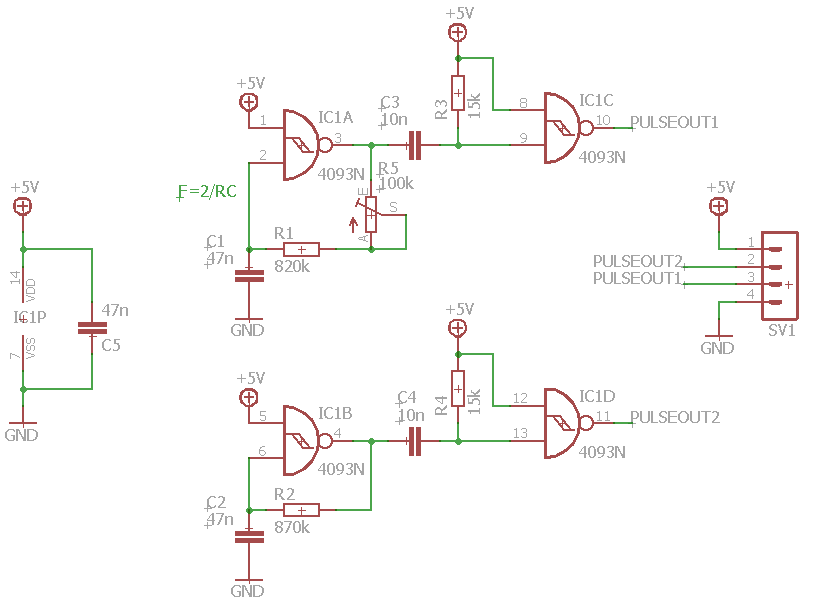 +5V
14
VDD
IC1P
7
VSS
47n
C5
GND
F=2/RC
+5V
1
2
IC1A
3
4093N
C1
47n
R1
820k
GND
R5
100k
E
S
A
C3
10n
+5V
R3
15k
8
9
IC1C
10
4093N
PULSEOUT1
+5V
5
6
IC1B
4
4093N
C2
47n
R2
870k
GND
C4
10n
+5V
R4
15k
12
13
IC1D
11
4093N
PULSEOUT2
+5V
1
PULSEOUT2
2
PULSEOUT1
3
4
GND
SV1